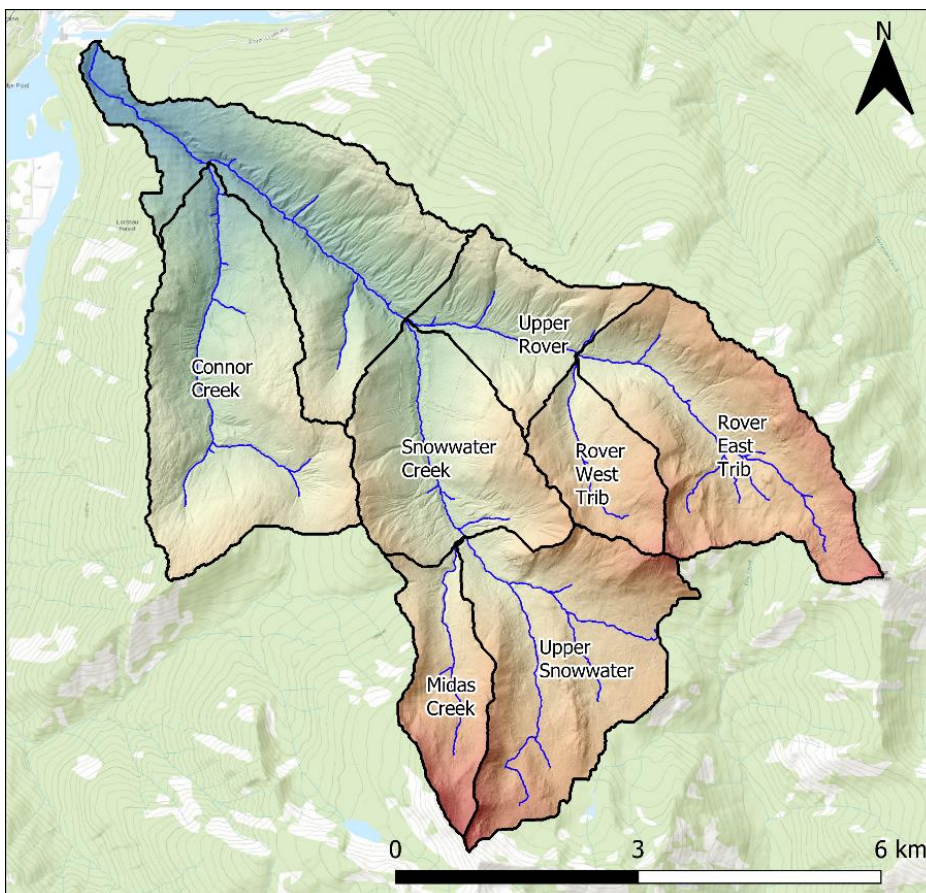 N
Upper
Rover
Connor
Creek
Rover
East
Trib
Snowwater
Creek
Rover
West
Trib
Upper
Snowwater
Midas
Creek
0
3
6 km